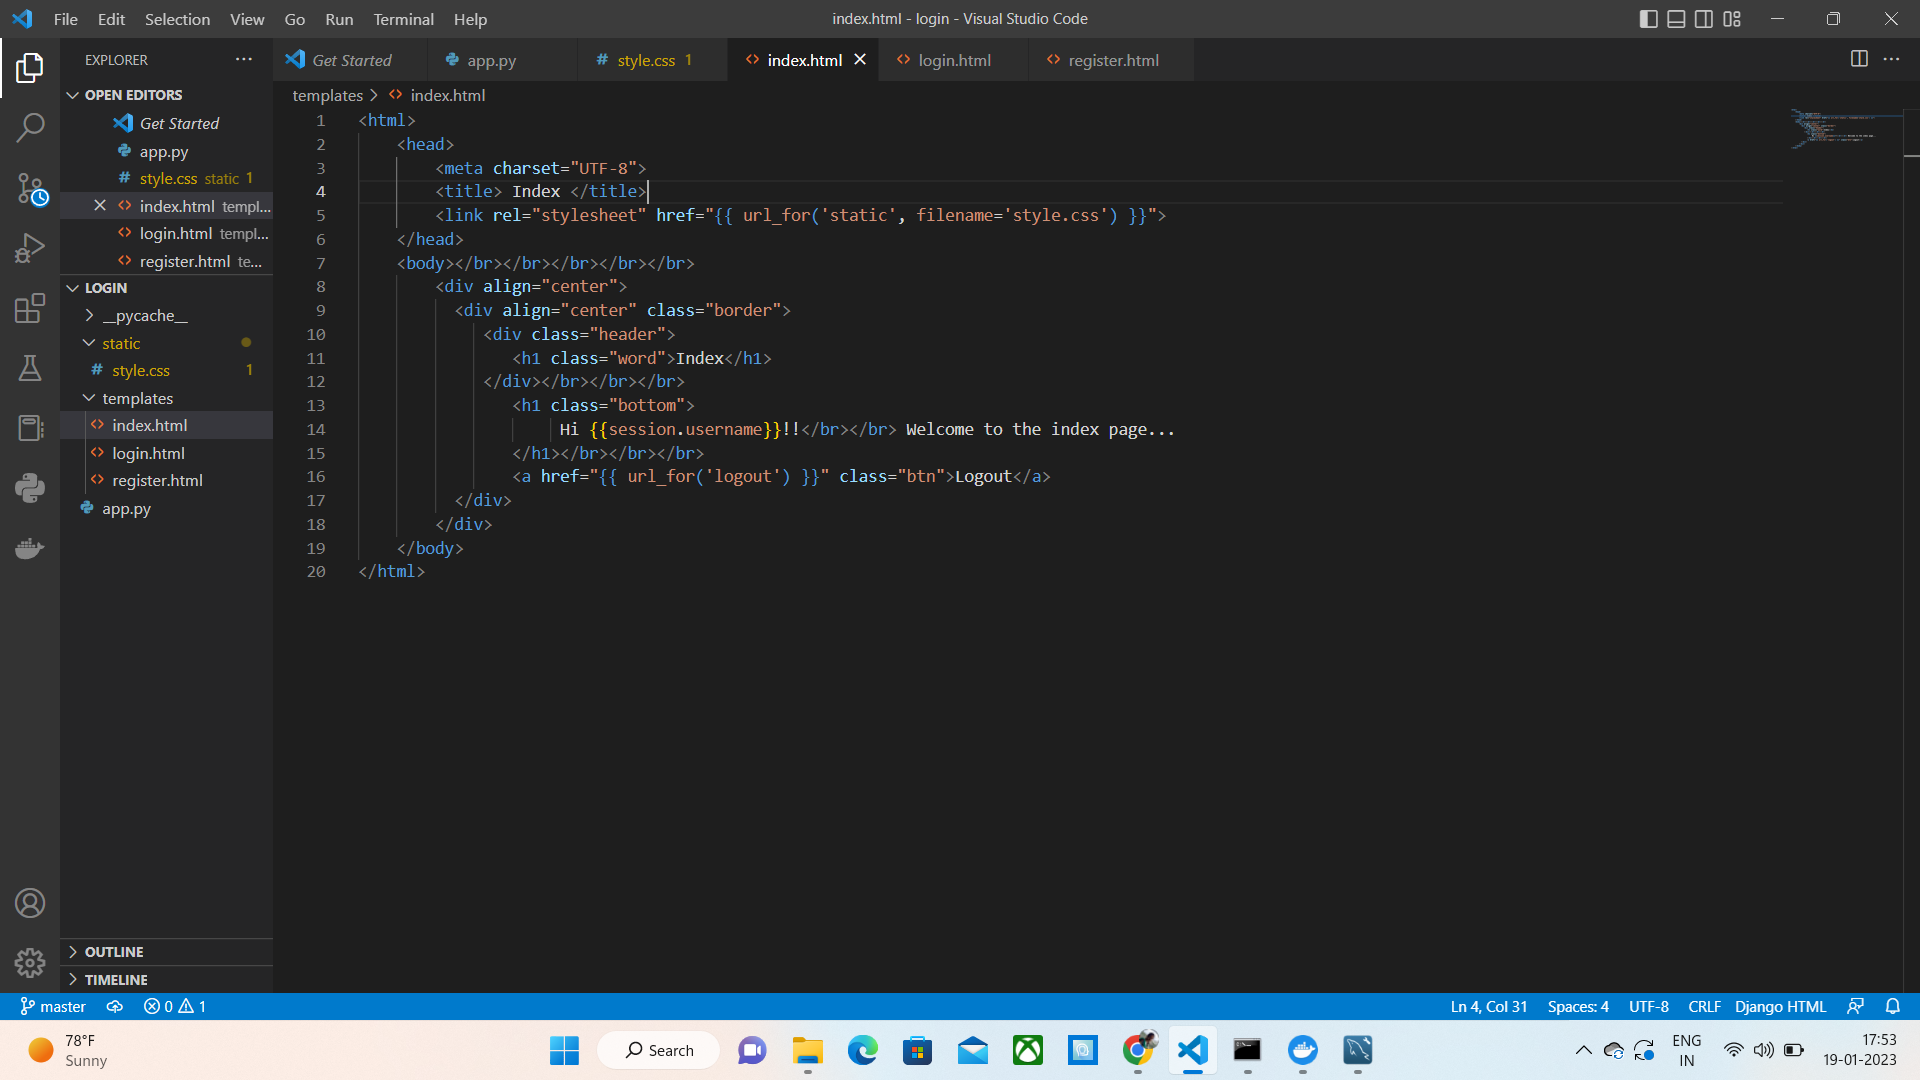 File Edit Selection View Go Run Terminal Help
index.html - login - Visual Studio Code
EXPLORER
OPEN EDITORS
Get Started
app.py
style.css static 1
index.html templ...
login.html templ...
register.html te...
LOGIN
__pycache__
static
style.css 1
templates
index.html
login.html
register.html
app.py
OUTLINE
TIMELINE
Get Started app.py style.css 1 index.html login.html register.html
templates > index.html
1 <html>
2 <head>
3 <meta charset="UTF-8">
4 <title> Index </title>
5 <link rel="stylesheet" href="{{ url_for('static', filename='style.css') }}">
6 </head>
7 <body></br></br></br></br></br>
8 <div align="center">
9 <div align="center" class="border">
10 <div class="header">
11 <h1 class="word">Index</h1>
12 </div></br></br></br>
13 <h1 class="bottom">
14 Hi {{session.username}}!!</br></br> Welcome to the index page...
15 </h1></br></br></br>
16 <a href="{{ url_for('logout') }}" class="btn">Logout</a>
17 </div>
18 </div>
19 </body>
20 </html>
master 0 1
Ln 4, Col 31 Spaces: 4 UTF-8 CRLF Django HTML
78°F
Sunny
Search
ENG
IN
17:53
19-01-2023